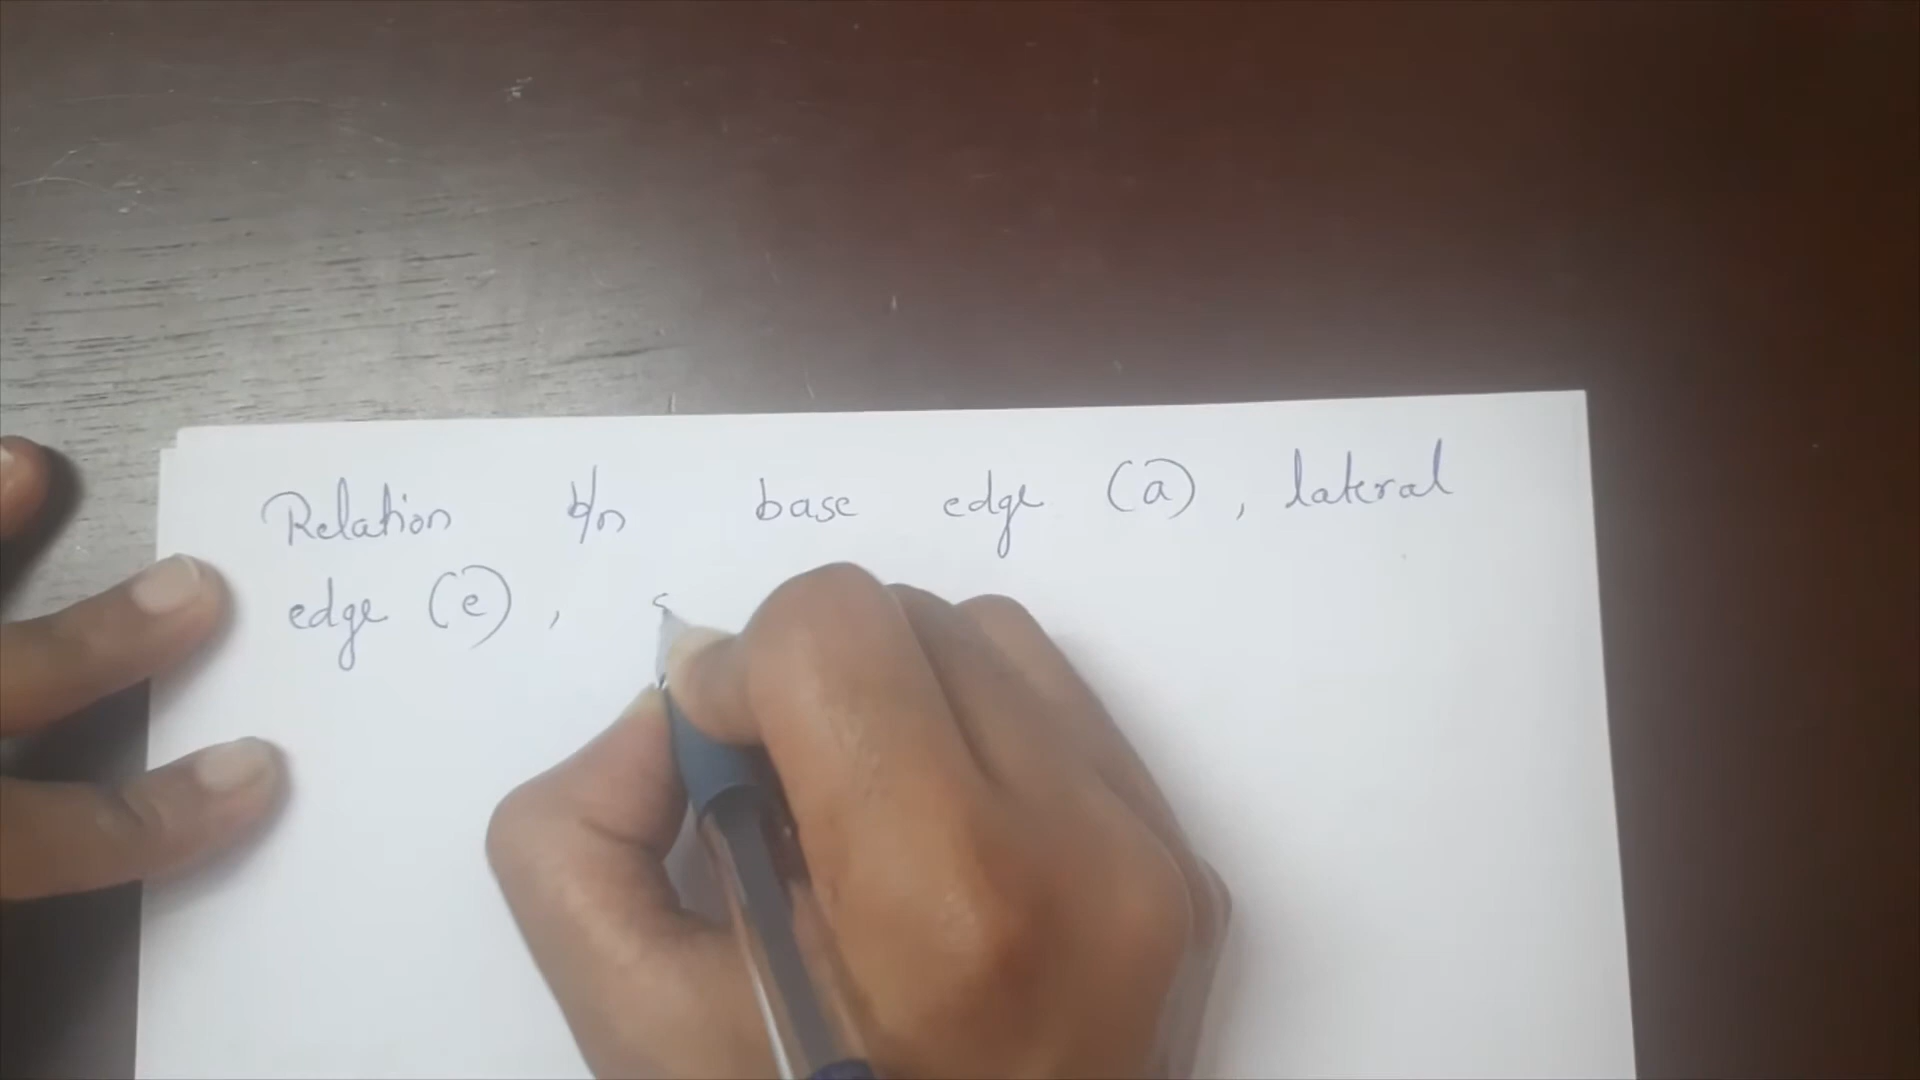 Relation b/n base edge (a), lateral
edge (e), s